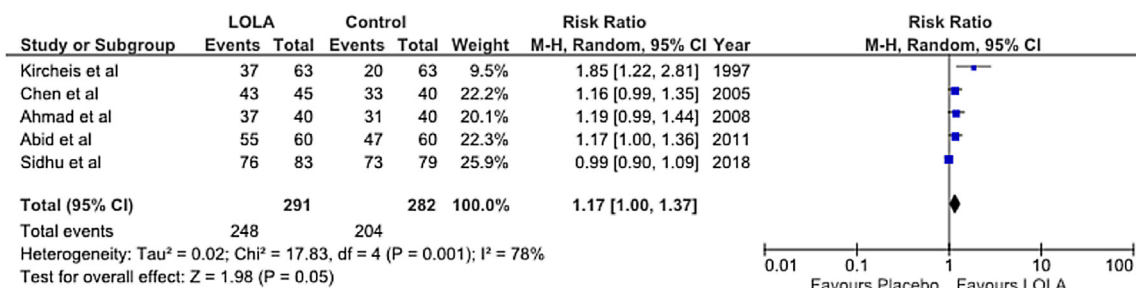 LOLA Control Risk Ratio Risk Ratio
Study or Subgroup Events Total Events Total Weight M-H, Random, 95% CI Year M-H, Random, 95% CI
Kircheis et al 37 63 20 63 9.5% 1.85 [1.22, 2.81] 1997
Chen et al 43 45 33 40 22.2% 1.16 [0.99, 1.35] 2005
Ahmad et al 37 40 31 40 20.1% 1.19 [0.99, 1.44] 2008
Abid et al 55 60 47 60 22.3% 1.17 [1.00, 1.36] 2011
Sidhu et al 76 83 73 79 25.9% 0.99 [0.90, 1.09] 2018
Total (95% CI) 291 282 100.0% 1.17 [1.00, 1.37]
Total events 248 204
Heterogeneity: Tau² = 0.02; Chi² = 17.83, df = 4 (P = 0.001); I² = 78%
Test for overall effect: Z = 1.98 (P = 0.05)
0.01 0.1 1 10 100
Favours Placebo Favours LOLA